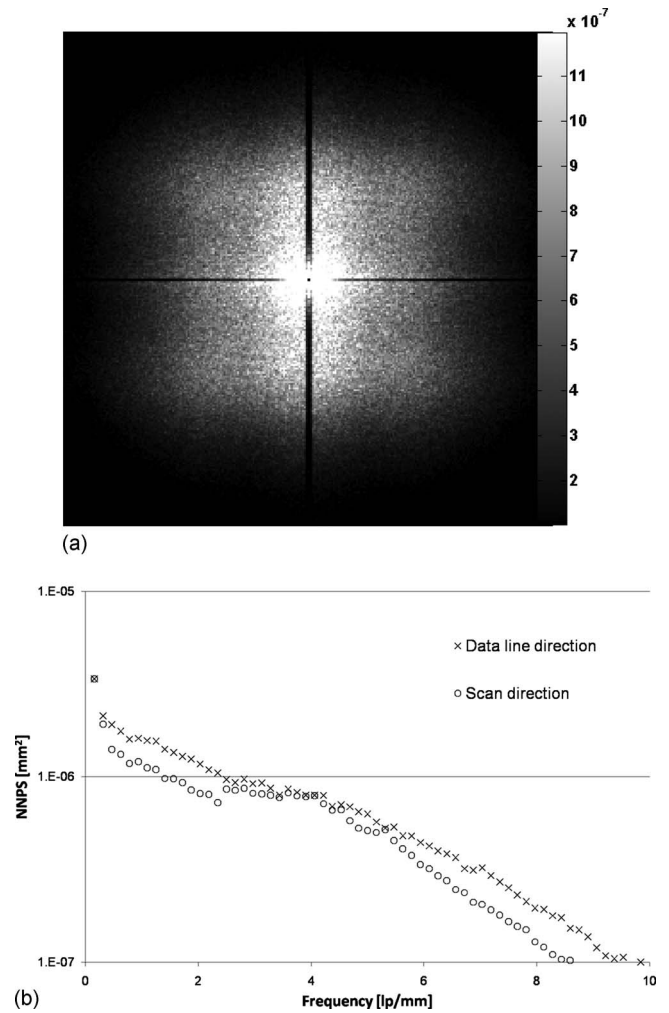 x 10⁻⁷
11
10
9
8
7
6
5
4
3
2
(a)
1.E-05
1.E-06
1.E-07
NNPS [mm²]
× Data line direction
○ Scan direction
0
2
4
6
8
10
Frequency [lp/mm]
(b)